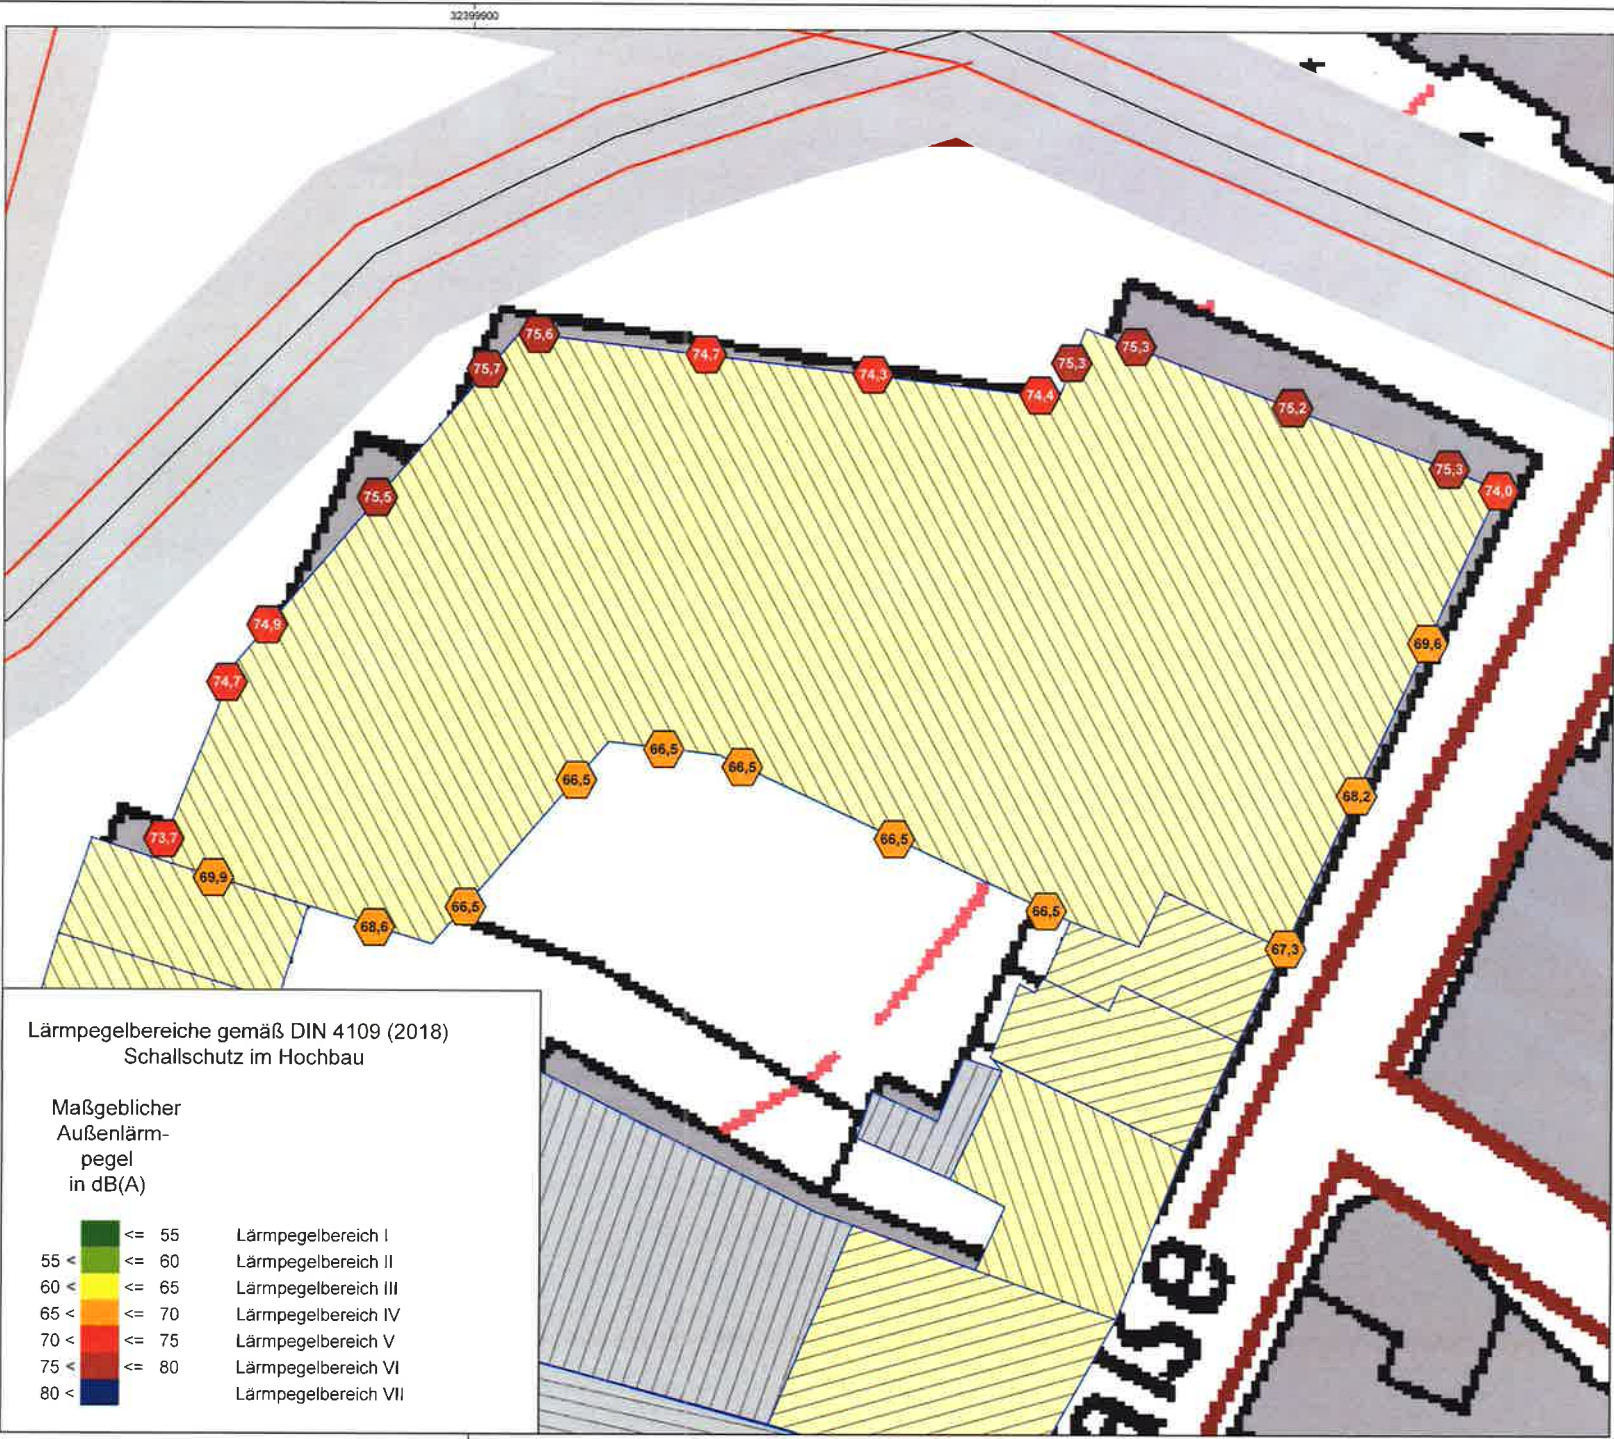 32399900
75,6
75,7
74,7
74,3
74,4
75,3
75,3
75,2
75,3
74,0
75,5
74,9
74,7
73,7
69,9
68,6
66,5
66,5
66,5
66,5
66,5
66,5
69,6
68,2
67,3
Lärmpegelbereiche gemäß DIN 4109 (2018)
Schallschutz im Hochbau
Maßgeblicher
Außenlärm-
pegel
in dB(A)
<= 55 Lärmpegelbereich I
55 < <= 60 Lärmpegelbereich II
60 < <= 65 Lärmpegelbereich III
65 < <= 70 Lärmpegelbereich IV
70 < <= 75 Lärmpegelbereich V
75 < <= 80 Lärmpegelbereich VI
80 < Lärmpegelbereich VII